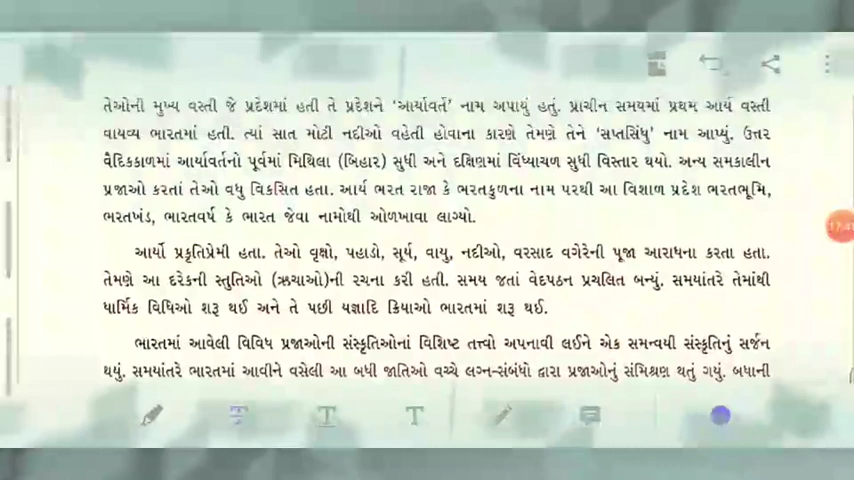 તેઓની મુખ્ય વસ્તી જે પ્રદેશમાં હતી તે પ્રદેશને ‘આર્યાવર્ત’ નામ અપાયું હતું. પ્રાચીન સમયમાં પ્રથમ આર્ય વસ્તી
વાયવ્ય ભારતમાં હતી. ત્યાં સાત મોટી નદીઓ વહેતી હોવાના કારણે તેમણે તેને ‘સપ્તસિંધુ’ નામ આપ્યું. ઉત્તર
વૈદિકકાળમાં આર્યાવર્તનો પૂર્વમાં મિથિલા (બિહાર) સુધી અને દક્ષિણમાં વિંધ્યાચળ સુધી વિસ્તાર થયો. અન્ય સમકાલીન
પ્રજાઓ કરતાં તેઓ વધુ વિકસિત હતા. આર્ય ભરત રાજા કે ભરતકુળના નામ પરથી આ વિશાળ પ્રદેશ ભરતભૂમિ,
ભરતખંડ, ભારતવર્ષ કે ભારત જેવા નામોથી ઓળખાવા લાગ્યો.
17:41
આર્યો પ્રકૃતિપ્રેમી હતા. તેઓ વૃક્ષો, પહાડો, સૂર્ય, વાયુ, નદીઓ, વરસાદ વગેરેની પૂજા આરાધના કરતા હતા.
તેમણે આ દરેકની સ્તુતિઓ (ઋચાઓ)ની રચના કરી હતી. સમય જતાં વેદપઠન પ્રચલિત બન્યું. સમયાંતરે તેમાંથી
ધાર્મિક વિધિઓ શરૂ થઈ અને તે પછી યજ્ઞાદિ ક્રિયાઓ ભારતમાં શરૂ થઈ.
ભારતમાં આવેલી વિવિધ પ્રજાઓની સંસ્કૃતિઓનાં વિશિષ્ટ તત્ત્વો અપનાવી લઈને એક સમન્વયી સંસ્કૃતિનું સર્જન
થયું. સમયાંતરે ભારતમાં આવીને વસેલી આ બધી જાતિઓ વચ્ચે લગ્ન-સંબંધો દ્વારા પ્રજાઓનું સંમિશ્રણ થતું ગયું. બધાની